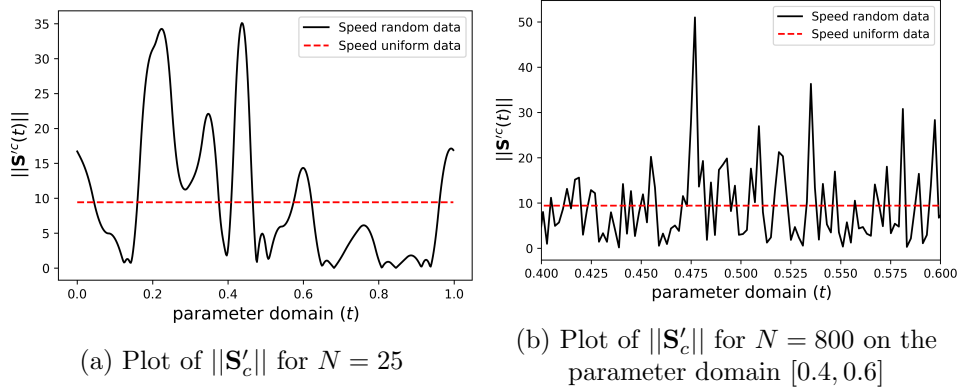 35
30
25
20
15
10
5
0
||S′ᶜ(t)||
Speed random data
Speed uniform data
0.0 0.2 0.4 0.6 0.8 1.0
parameter domain (t)
(a) Plot of ||S′c|| for N = 25
50
40
30
20
10
0
||S′ᶜ(t)||
Speed random data
Speed uniform data
0.400 0.425 0.450 0.475 0.500 0.525 0.550 0.575 0.600
parameter domain (t)
(b) Plot of ||S′c|| for N = 800 on the
parameter domain [0.4, 0.6]